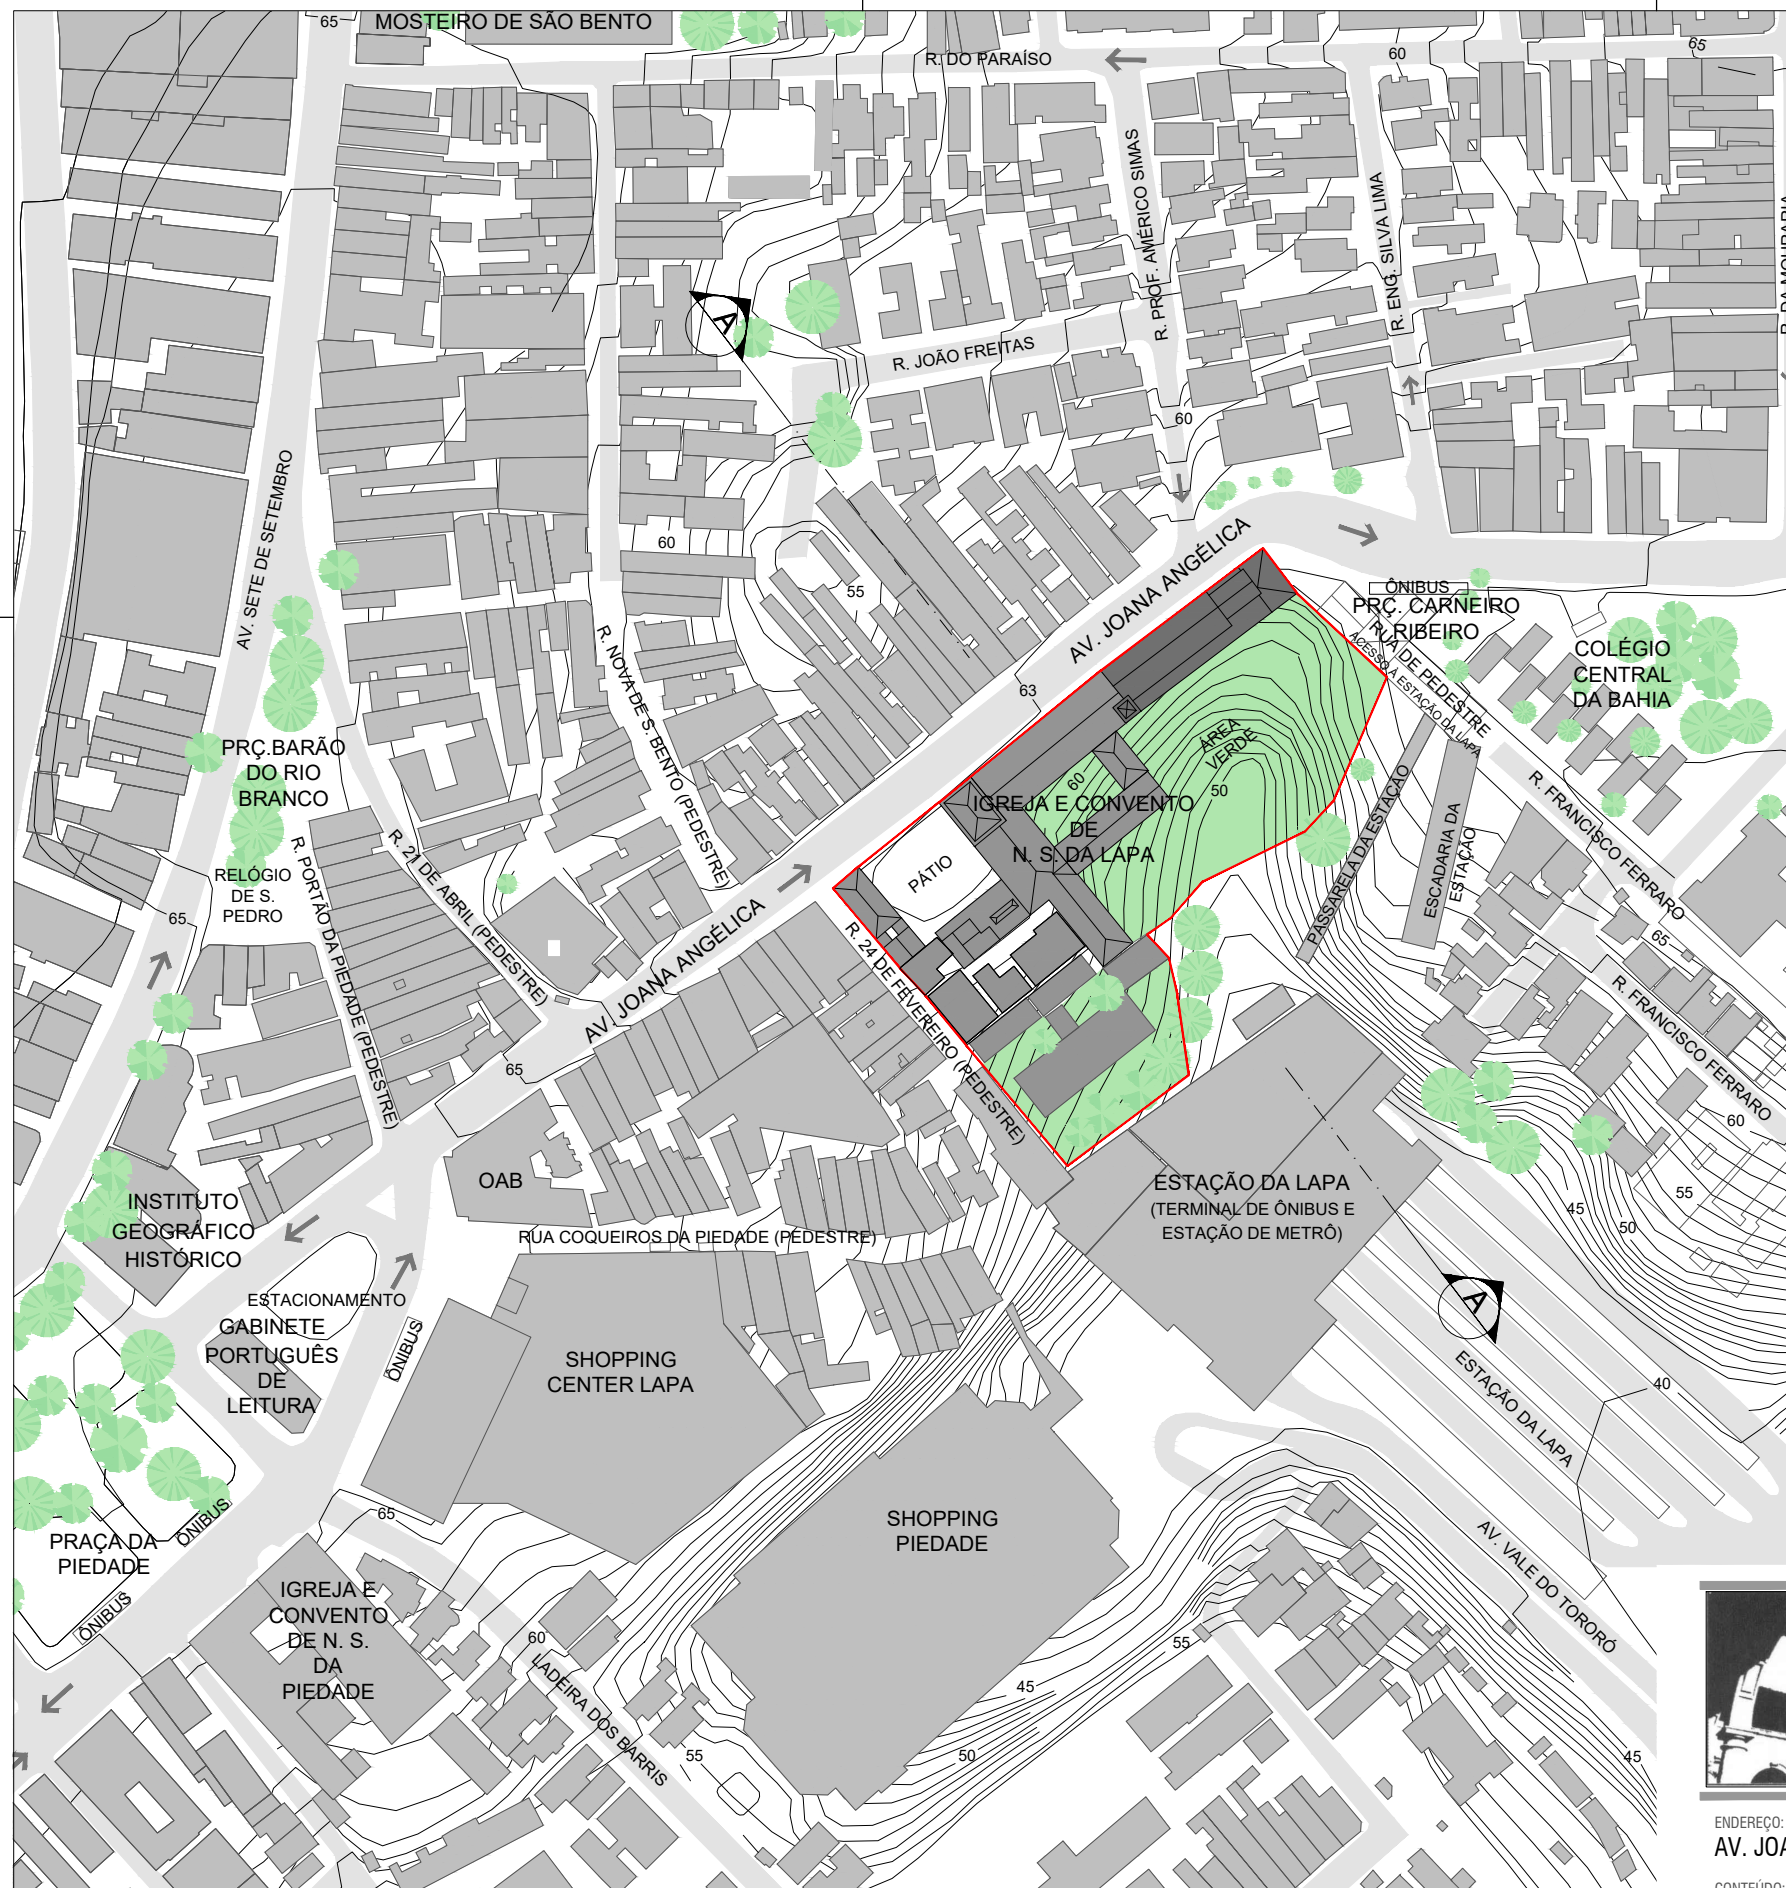 65
MOSTEIRO DE SÃO BENTO
R. DO PARAÍSO
60
65
R. PROF. AMÉRICO SIMAS
R. ENG. SILVA LIMA
R. DA MOURARIA
A
R. JOÃO FREITAS
60
AV. SETE DE SETEMBRO
60
55
AV. JOANA ANGÉLICA
63
ÔNIBUS
PRÇ. CARNEIRO
RIBEIRO
RUA DE PEDESTRE
ACESSO A ESTAÇÃO DA LAPA
COLÉGIO
CENTRAL
DA BAHIA
R. NOVA DE S. BENTO (PEDESTRE)
PRÇ.BARÃO
DO RIO
BRANCO
ÁREA
VERDE
60
50
IGREJA E CONVENTO
DE
N. S. DA LAPA
PÁTIO
R. PORTÃO DA PIEDADE (PEDESTRE)
R. 21 DE ABRIL (PEDESTRE)
RELÓGIO
DE S.
PEDRO
65
PASSARELA DA ESTAÇÃO
ESCADARIA DA
ESTAÇÃO
R. FRANCISCO FERRARO
65
R. FRANCISCO FERRARO
AV. JOANA ANGÉLICA
R. 24 DE FEVEREIRO (PEDESTRE)
65
60
55
45
50
OAB
INSTITUTO
GEOGRÁFICO
HISTÓRICO
ESTAÇÃO DA LAPA
(TERMINAL DE ÔNIBUS E
ESTAÇÃO DE METRÔ)
RUA COQUEIROS DA PIEDADE (PEDESTRE)
ESTACIONAMENTO
GABINETE
PORTUGUÊS
DE
LEITURA
ÔNIBUS
SHOPPING
CENTER LAPA
A
ESTAÇÃO DA LAPA
40
PRAÇA DA
PIEDADE
ÔNIBUS
65
SHOPPING
PIEDADE
AV. VALE DO TORORÓ
ÔNIBUS
IGREJA E
CONVENTO
DE N. S.
DA
PIEDADE
60
LADEIRA DOS BARRIS
55
45
55
50
45
ENDEREÇO:
AV. JOA
CONTEÚDO: